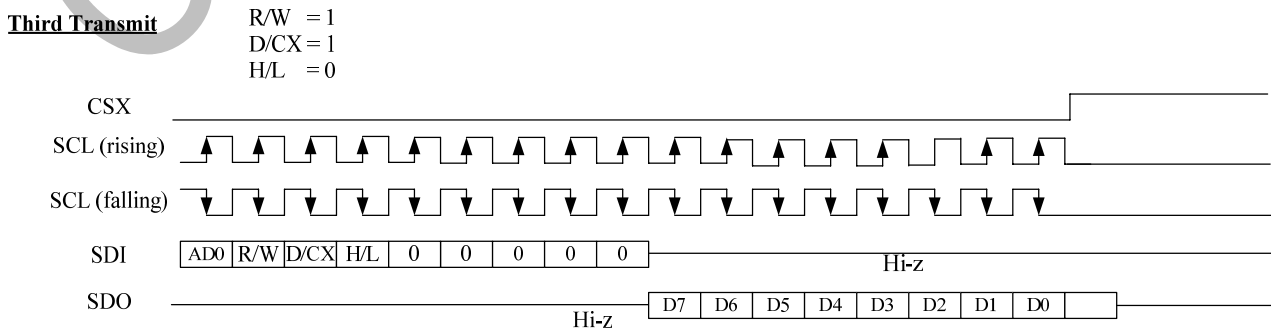 Third Transmit
R/W = 1
D/CX = 1
H/L = 0
CSX
SCL (rising)
SCL (falling)
SDI AD0 R/W D/CX H/L 0 0 0 0 0 Hi-z
SDO Hi-z D7 D6 D5 D4 D3 D2 D1 D0